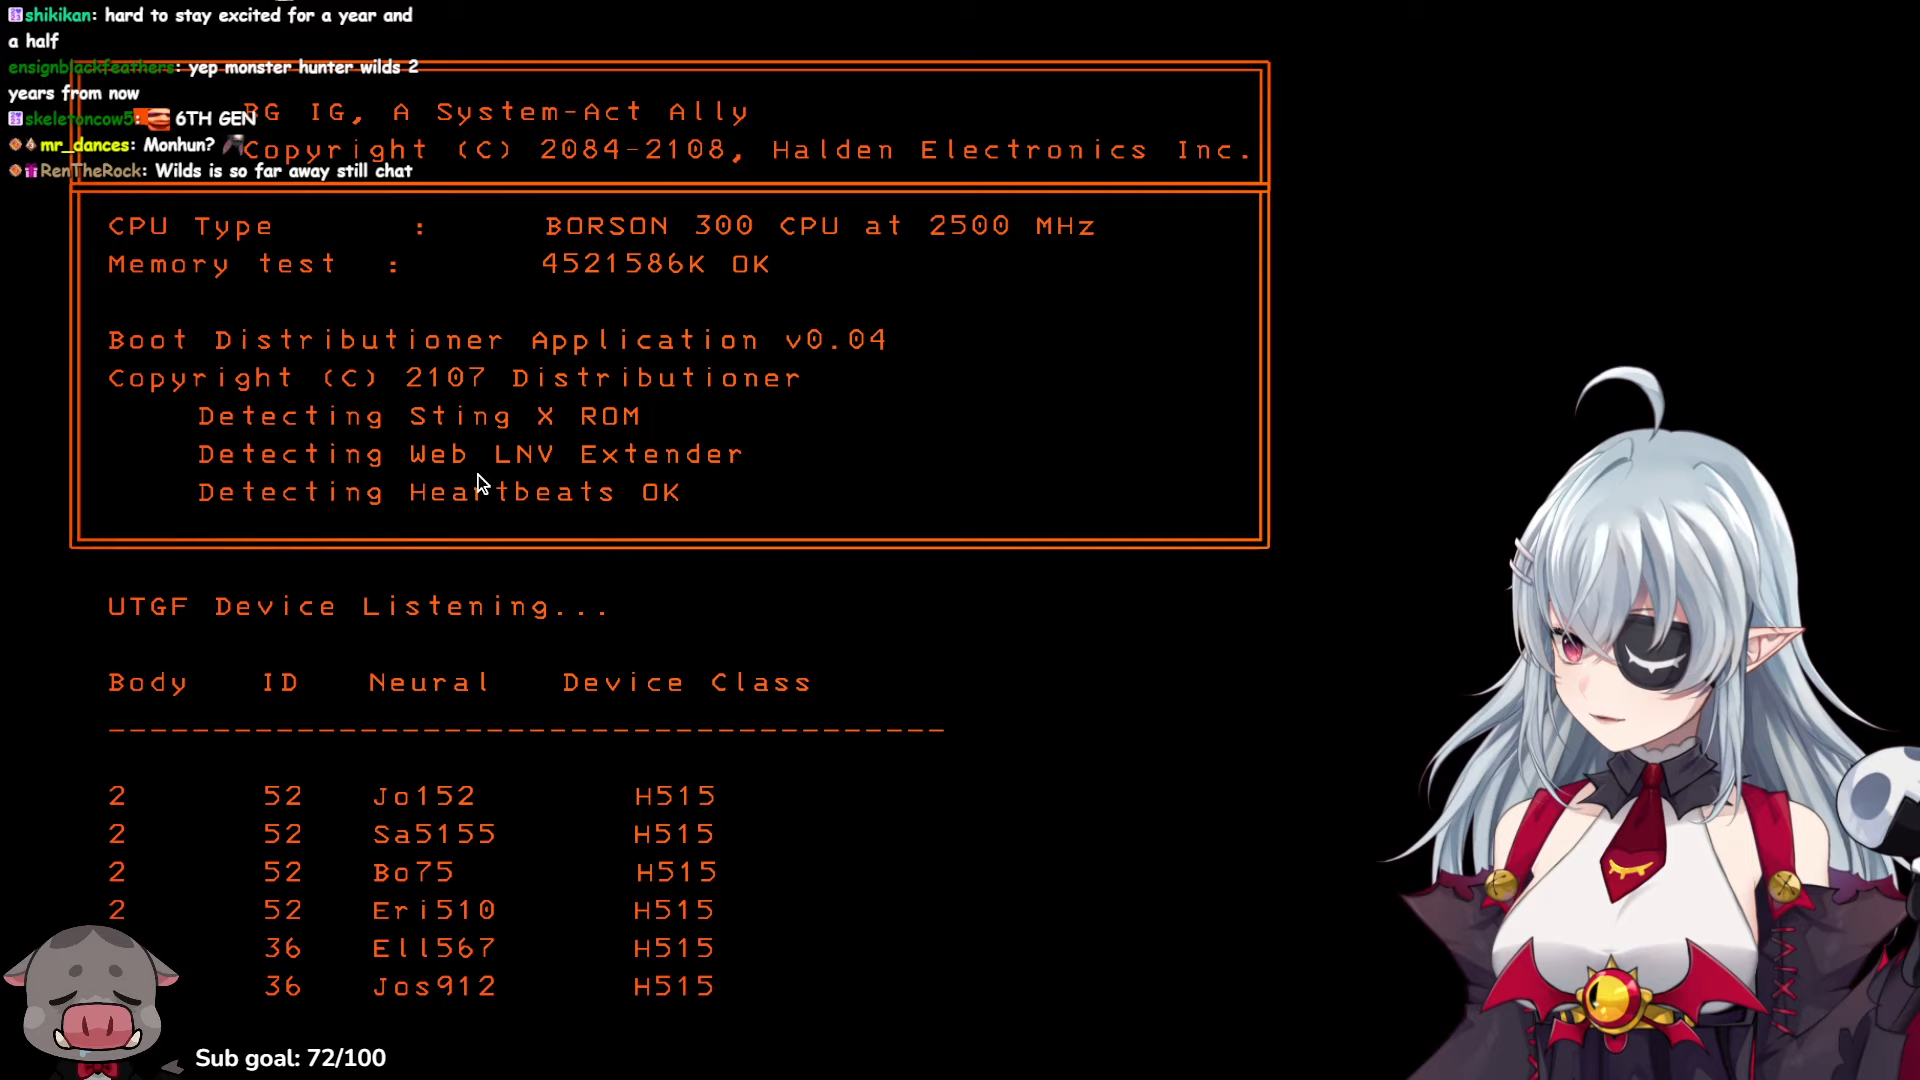 shikikan: hard to stay excited for a year and
a half
ensignblackfeathers: yep monster hunter wilds 2
years from now
skeletoncow5: 6TH GEN
mr_dances: Monhun?
RenTheRock: Wilds is so far away still chat
BG IG, A System-Act Ally
Copyright (C) 2084-2108, Halden Electronics Inc.
CPU Type : BORSON 300 CPU at 2500 MHz
Memory test : 4521586K OK
Boot Distributioner Application v0.04
Copyright (C) 2107 Distributioner
Detecting Sting X ROM
Detecting Web LNV Extender
Detecting Heartbeats OK
UTGF Device Listening...
Body ID Neural Device Class
---------------------------------------
2 52 Jo152 H515
2 52 Sa5155 H515
2 52 Bo75 H515
2 52 Eri510 H515
36 Ell567 H515
36 Jos912 H515
Sub goal: 72/100